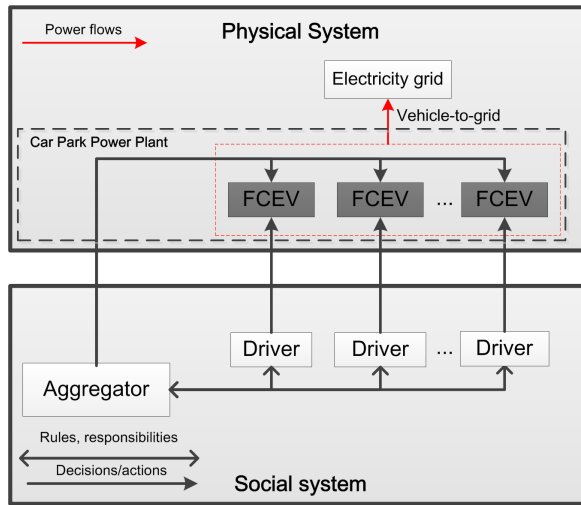 Power flows
Physical System
Electricity grid
Vehicle-to-grid
Car Park Power Plant
FCEV
FCEV
...
FCEV
Driver
Driver
...
Driver
Aggregator
Rules, responsibilities
Decisions/actions
Social system